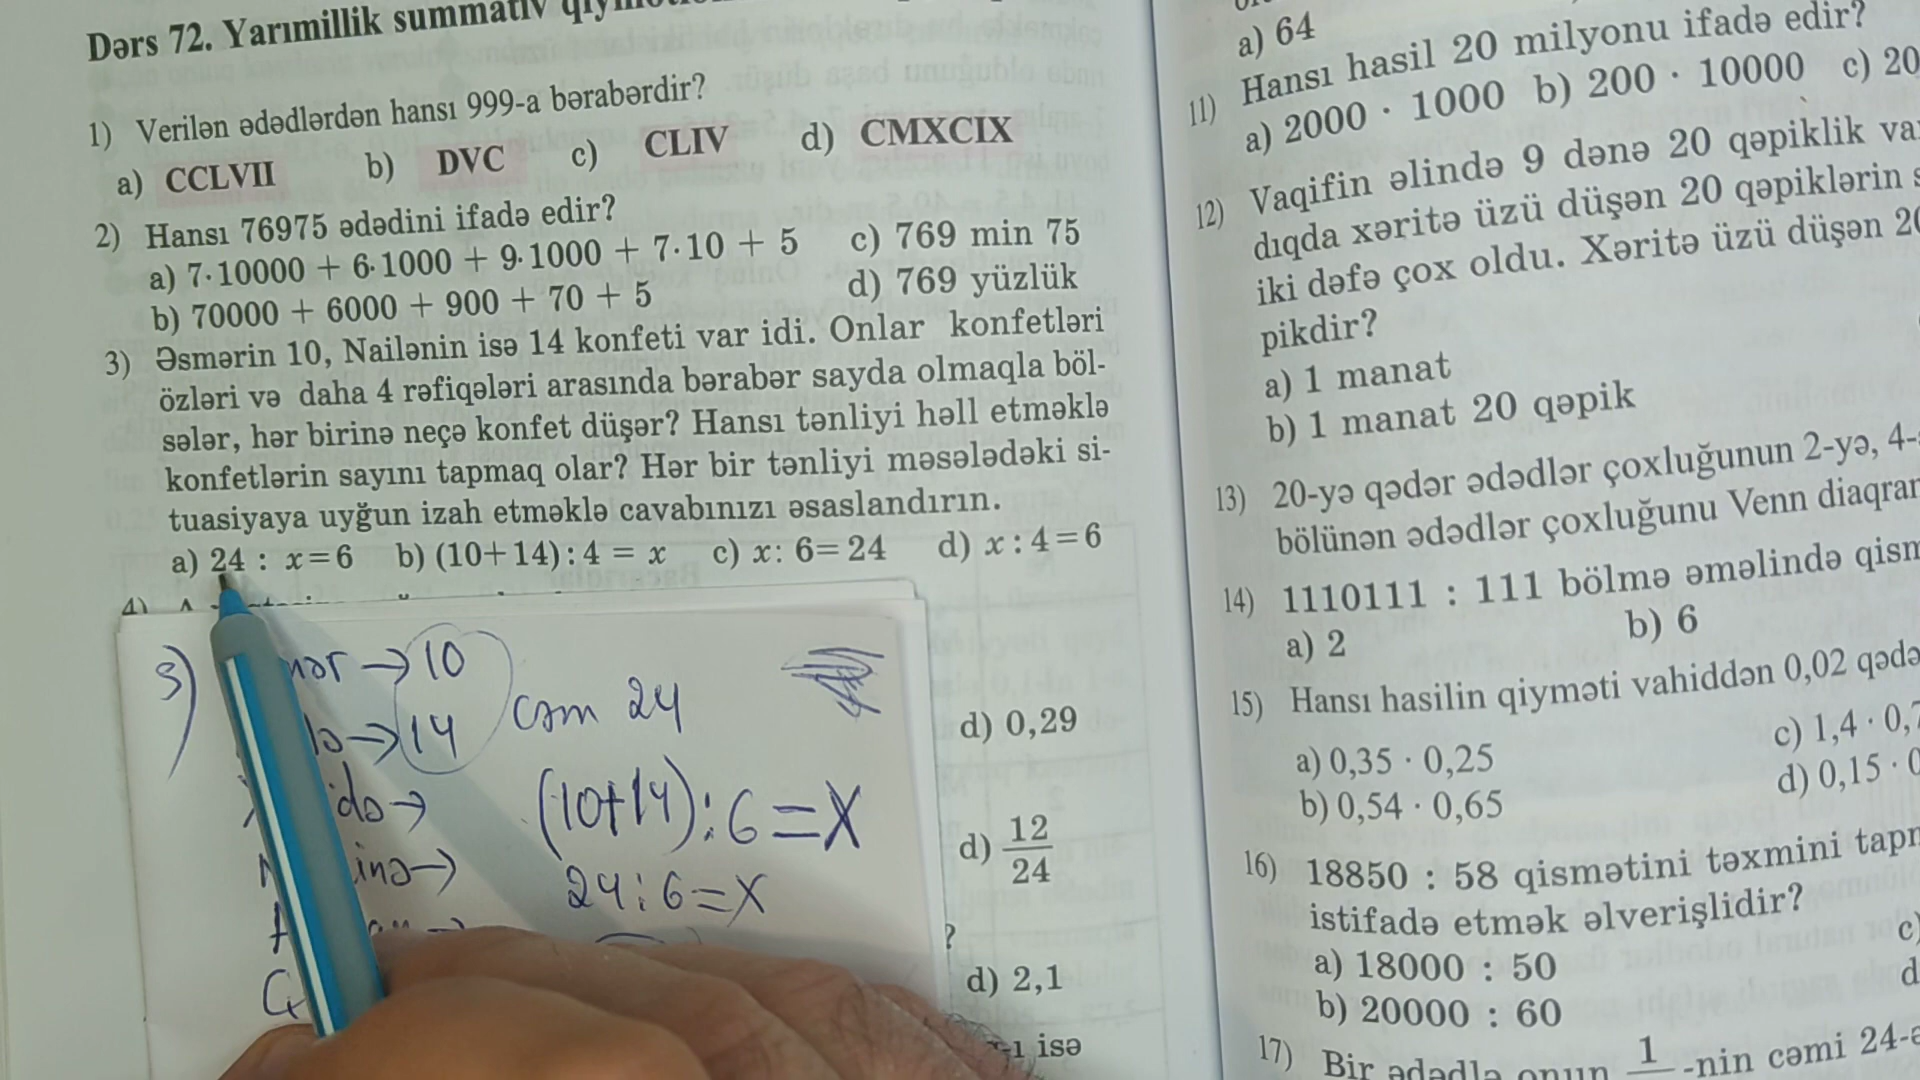 Dərs 72. Yarımillik summativ
1) Verilən ədədlərdən hansı 999-a bərabərdir?
a) CCLVII b) DVC c) CLIV d) CMXCIX
2) Hansı 76975 ədədini ifadə edir?
a) 7·10000 + 6·1000 + 9·1000 + 7·10 + 5 c) 769 min 75
b) 70000 + 6000 + 900 + 70 + 5 d) 769 yüzlük
3) Əsmərin 10, Nailənin isə 14 konfeti var idi. Onlar konfetləri
özləri və daha 4 rəfiqələri arasında bərabər sayda olmaqla böl-
sələr, hər birinə neçə konfet düşər? Hansı tənliyi həll etməklə
konfetlərin sayını tapmaq olar? Hər bir tənliyi məsələdəki si-
tuasiyaya uyğun izah etməklə cavabınızı əsaslandırın.
a) 24 : x=6 b) (10+14):4 = x c) x: 6=24 d) x:4=6
4)
3) →10
→14 Cəm 24
(10+14):6=X
24:6=X
d) 0,29
d) 12/24
?
d) 2,1
isə
a) 64
11) Hansı hasil 20 milyonu ifadə edir?
a) 2000 · 1000 b) 200 · 10000 c) 20
12) Vaqifin əlində 9 dənə 20 qəpiklik
dıqda xəritə üzü düşən 20 qəpiklərin
iki dəfə çox oldu. Xəritə üzü düşən
pikdir?
a) 1 manat
b) 1 manat 20 qəpik
13) 20-yə qədər ədədlər çoxluğunun 2-yə, 4-
bölünən ədədlər çoxluğunu Venn
14) 1110111 : 111 bölmə əməlində
a) 2 b) 6
15) Hansı hasilin qiyməti vahiddən 0,02
a) 0,35 · 0,25 c) 1,4 · 0,
b) 0,54 · 0,65 d) 0,15 ·
16) 18850 : 58 qismətini təxmini
istifadə etmək əlverişlidir?
a) 18000 : 50 c)
b) 20000 : 60 d
17) Bir ədədlə onun 1 -nin cəmi 24-ə